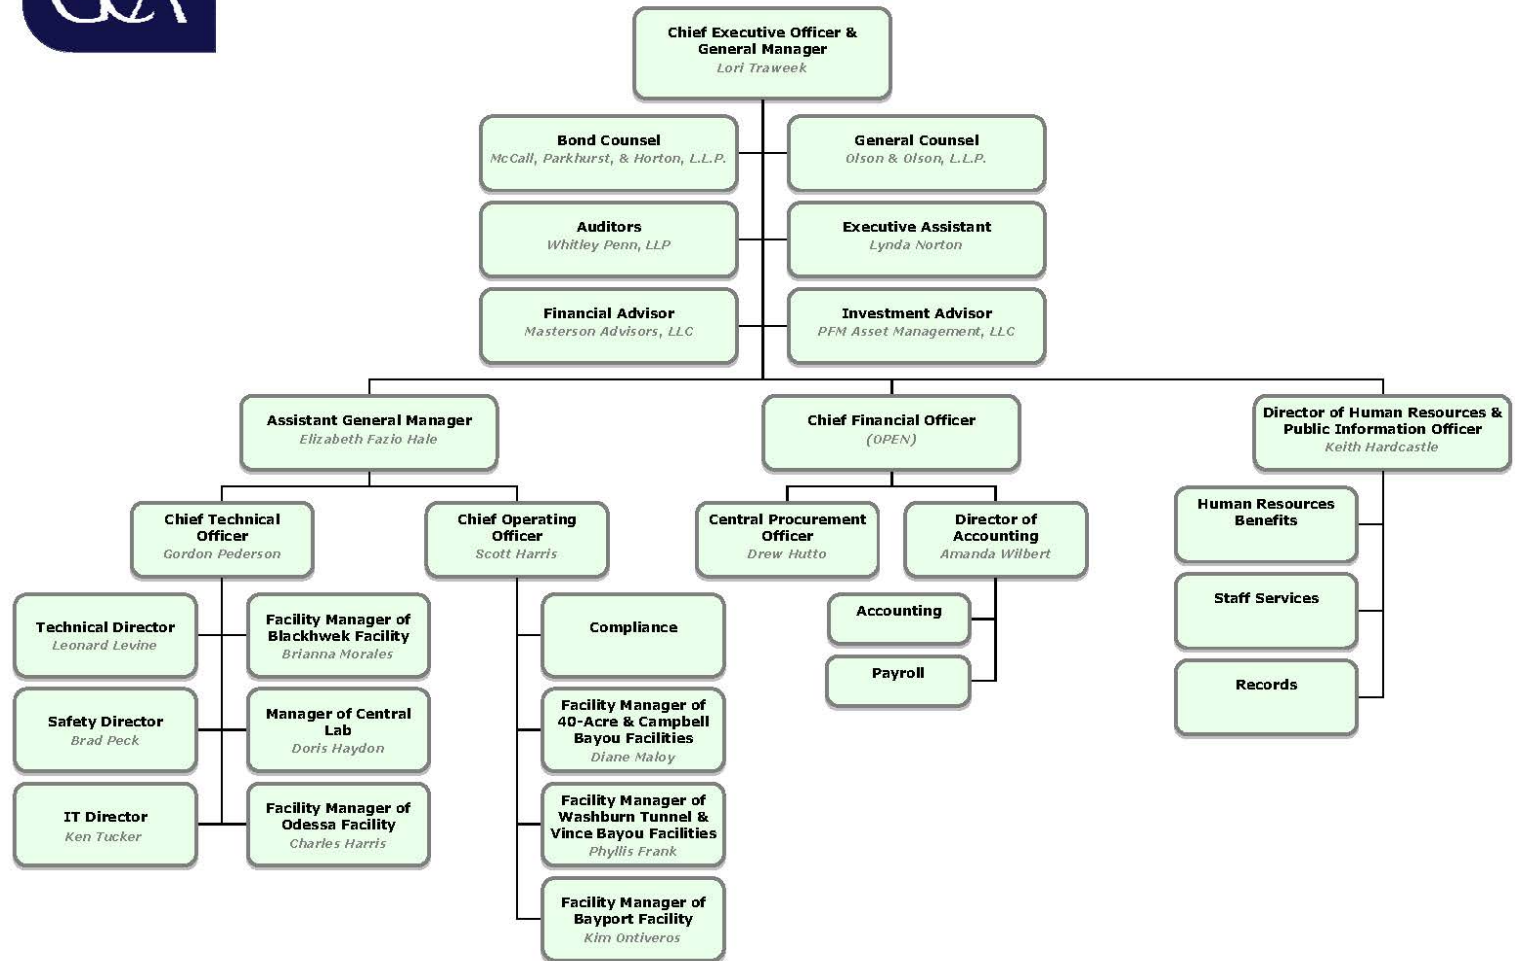 GCA
Chief Executive Officer &
General Manager
Lori Traweek
Bond Counsel
McCall, Parkhurst, & Horton, L.L.P.
General Counsel
Olson & Olson, L.L.P.
Auditors
Whitley Penn, LLP
Executive Assistant
Lynda Norton
Financial Advisor
Masterson Advisors, LLC
Investment Advisor
PFM Asset Management, LLC
Assistant General Manager
Elizabeth Fazio Hale
Chief Financial Officer
(OPEN)
Director of Human Resources &
Public Information Officer
Keith Hardcastle
Chief Technical
Officer
Gordon Pederson
Chief Operating
Officer
Scott Harris
Central Procurement
Officer
Drew Hutto
Director of
Accounting
Amanda Wilbert
Human Resources
Benefits
Staff Services
Records
Technical Director
Leonard Levine
Facility Manager of
Blackhwek Facility
Brianna Morales
Compliance
Accounting
Payroll
Safety Director
Brad Peck
Manager of Central
Lab
Doris Haydon
Facility Manager of
40-Acre & Campbell
Bayou Facilities
Diane Maloy
IT Director
Ken Tucker
Facility Manager of
Odessa Facility
Charles Harris
Facility Manager of
Washburn Tunnel &
Vince Bayou Facilities
Phyllis Frank
Facility Manager of
Bayport Facility
Kim Ontiveros